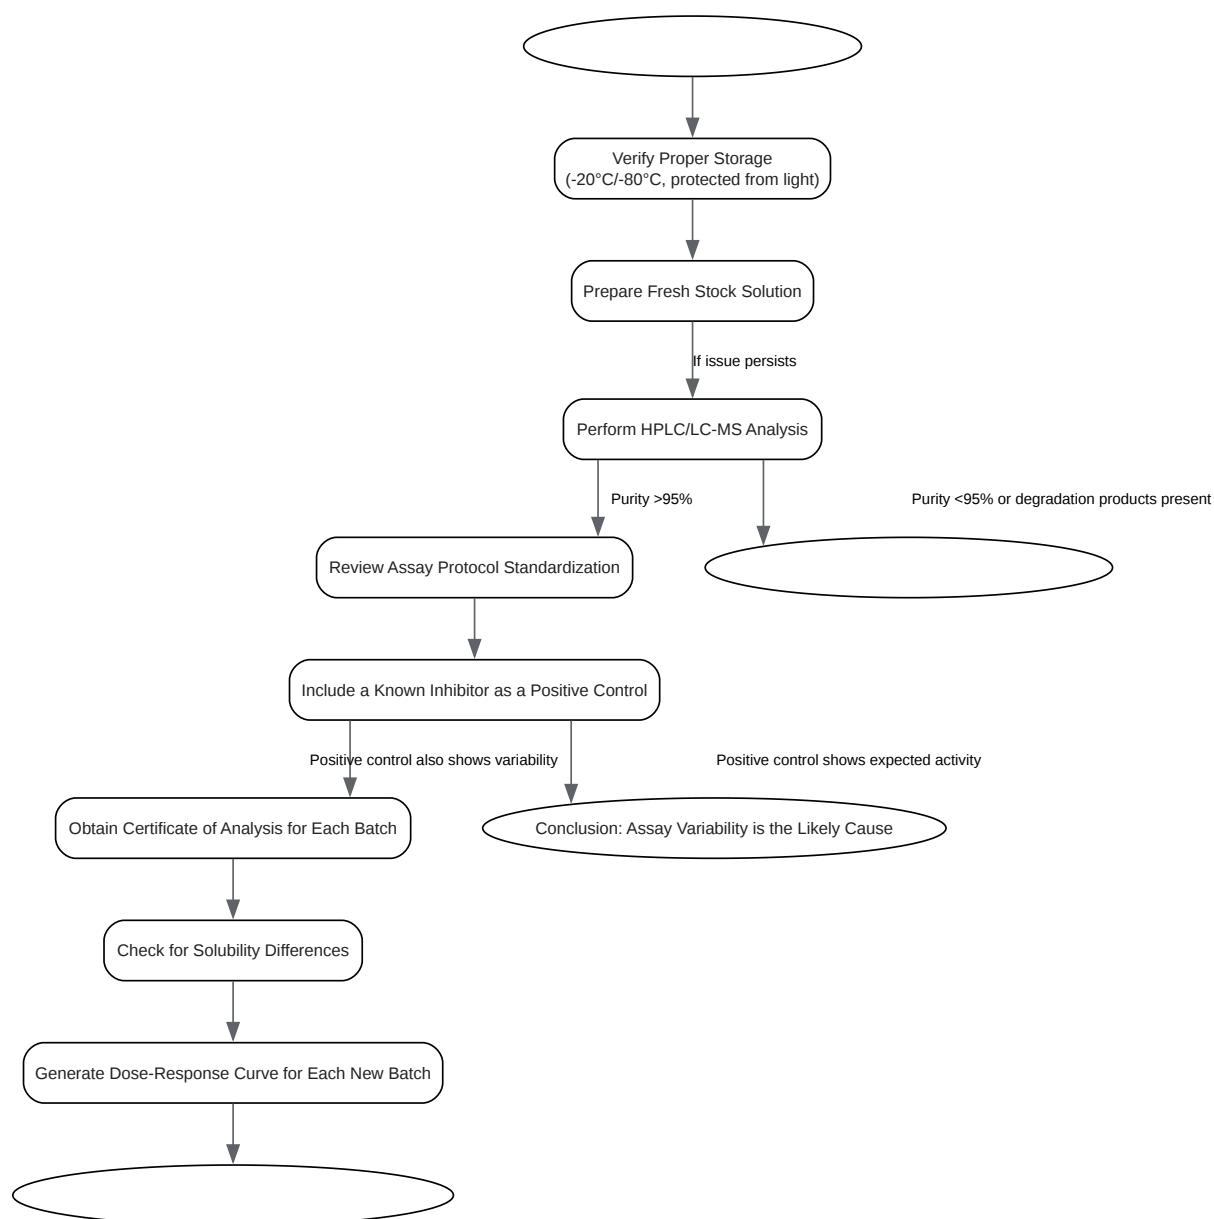 Verify Proper Storage
(-20°C/-80°C, protected from light)
Prepare Fresh Stock Solution
If issue persists
Perform HPLC/LC-MS Analysis
Purity >95%
Purity <95% or degradation products present
Review Assay Protocol Standardization
Include a Known Inhibitor as a Positive Control
Positive control also shows variability
Positive control shows expected activity
Obtain Certificate of Analysis for Each Batch
Conclusion: Assay Variability is the Likely Cause
Check for Solubility Differences
Generate Dose-Response Curve for Each New Batch